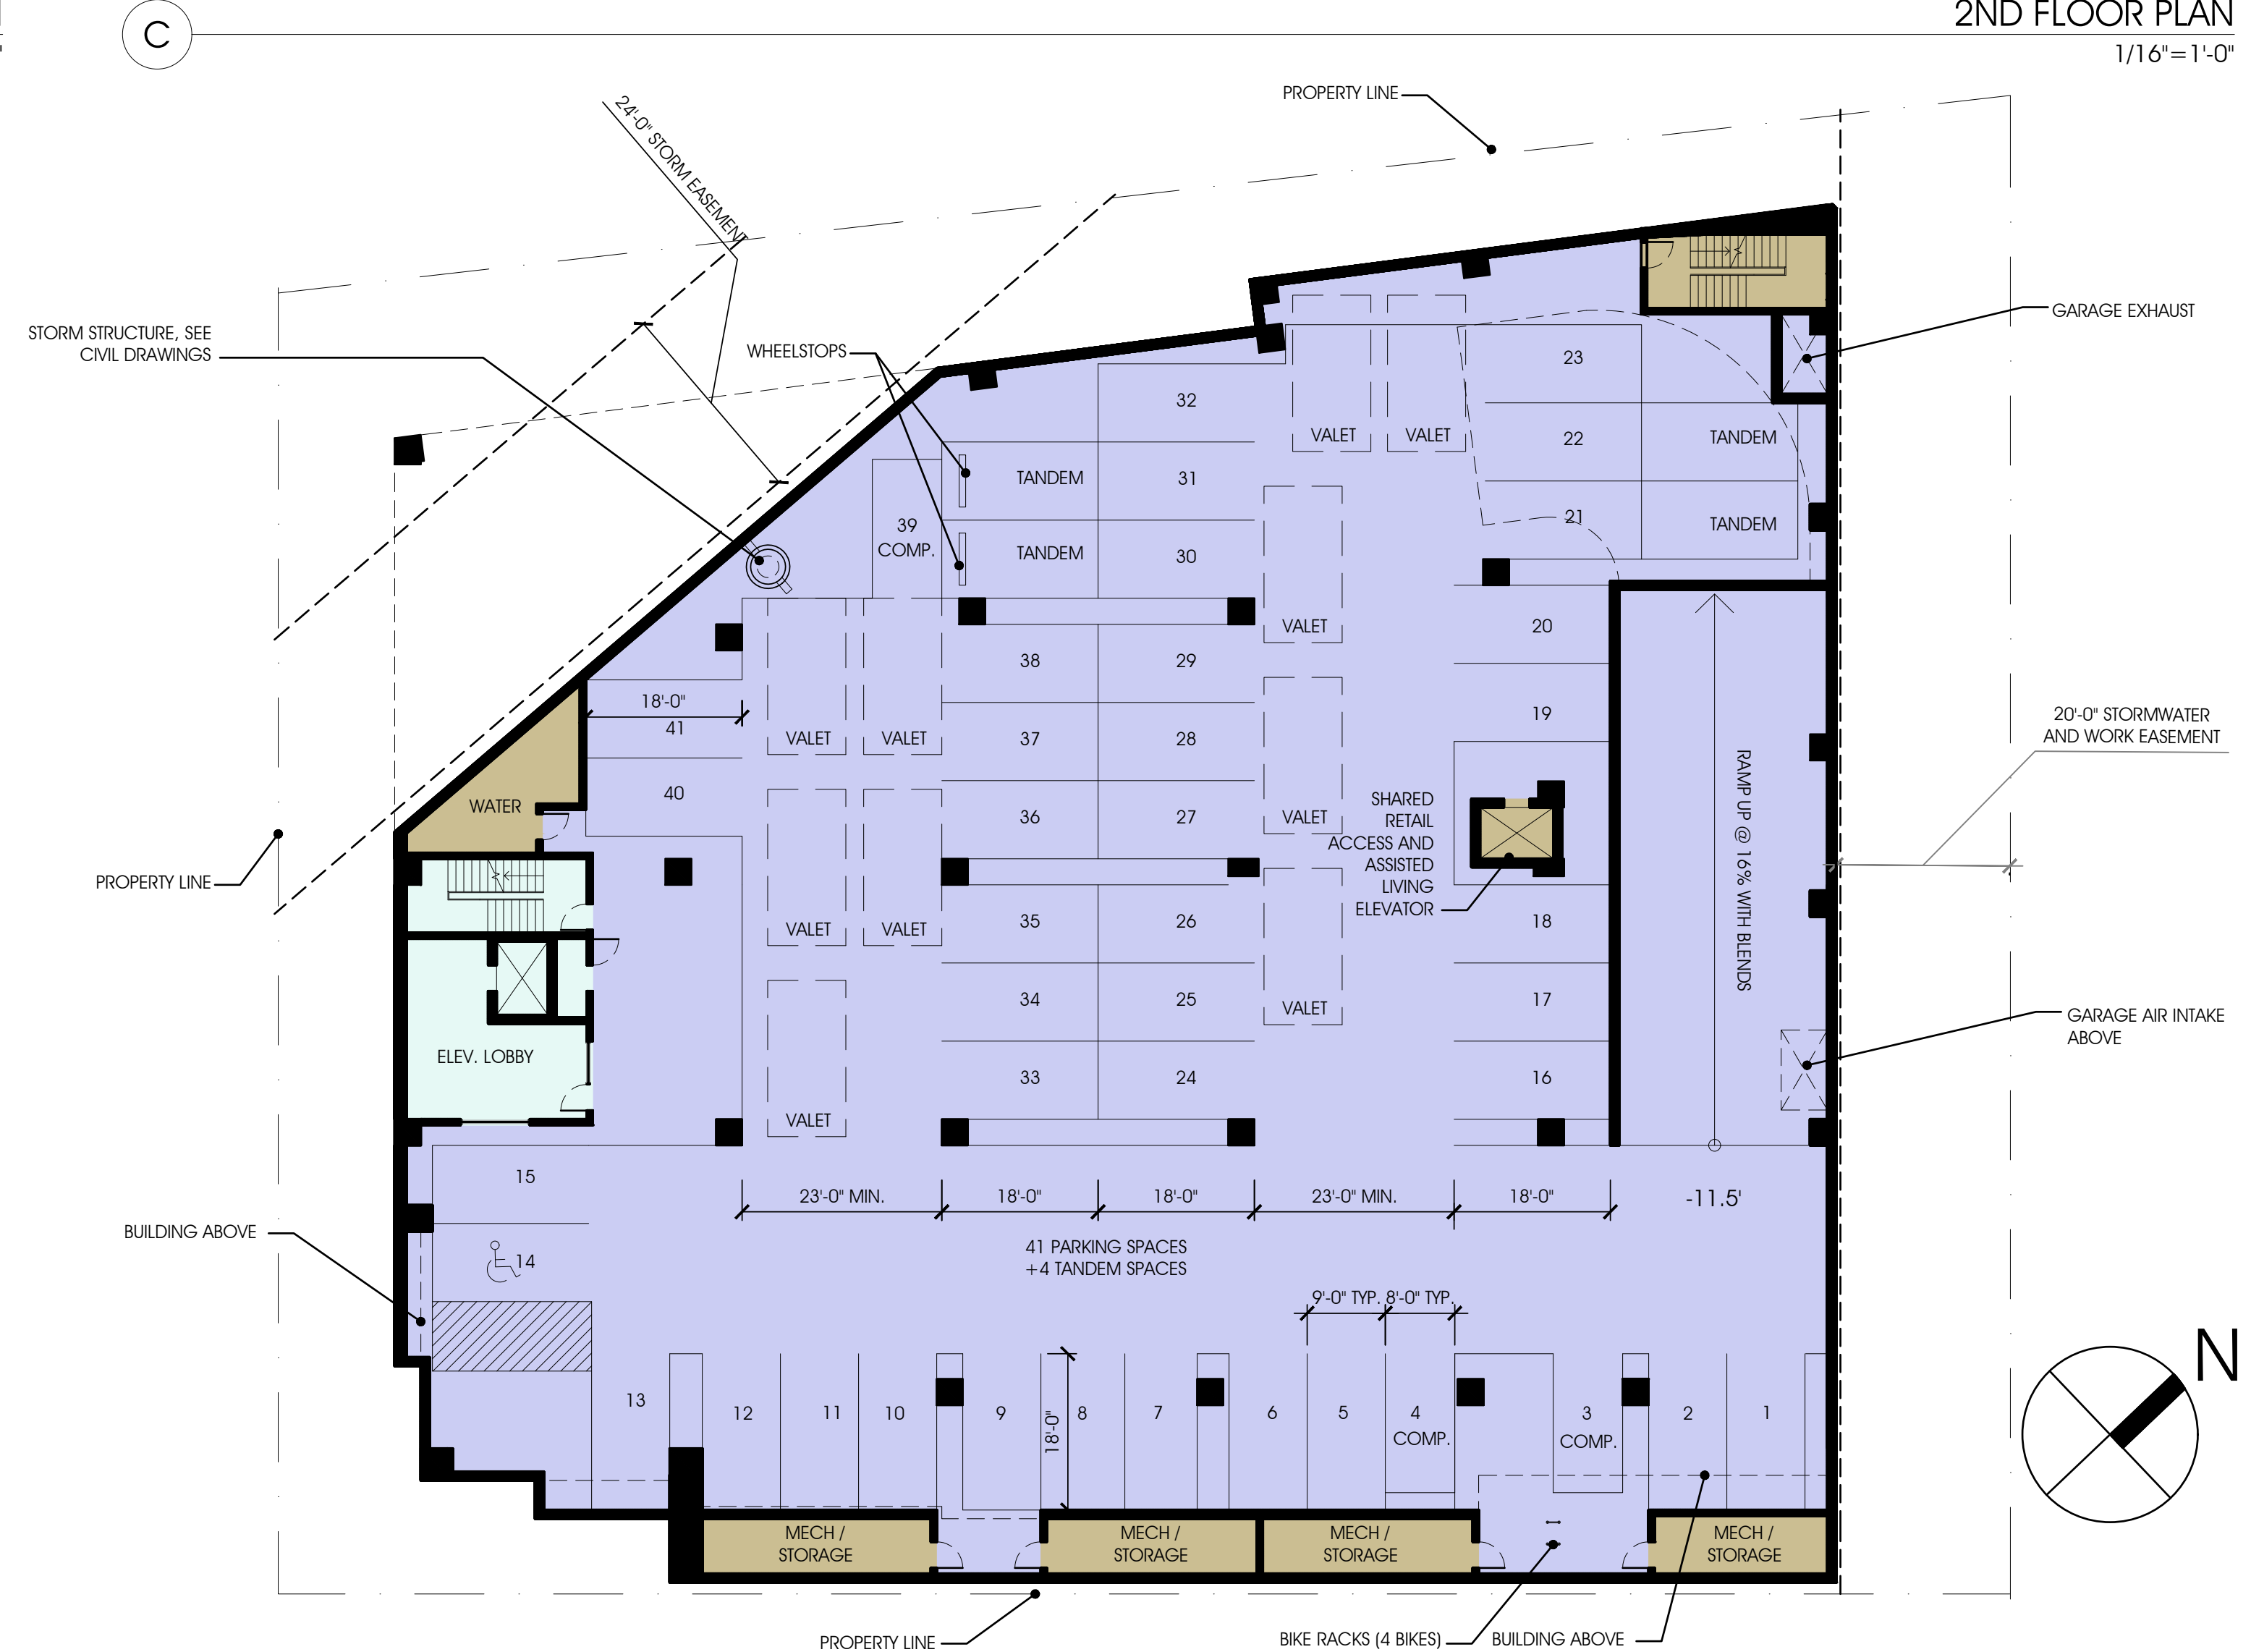 C
2ND FLOOR PLAN
1/16"=1'-0"
PROPERTY LINE
24'-0" STORM EASEMENT
STORM STRUCTURE, SEE
CIVIL DRAWINGS
WHEELSTOPS
GARAGE EXHAUST
23
32
VALET
VALET
22
TANDEM
TANDEM
31
21
TANDEM
39
COMP.
TANDEM
30
VALET
20
38
29
18'-0"
41
19
20'-0" STORMWATER
AND WORK EASEMENT
VALET
VALET
37
28
RAMP UP @ 16% WITH BLENDS
40
WATER
36
27
VALET
SHARED
RETAIL
ACCESS AND
ASSISTED
LIVING
ELEVATOR
PROPERTY LINE
35
26
18
VALET
VALET
34
25
VALET
17
GARAGE AIR INTAKE
ABOVE
ELEV. LOBBY
33
24
16
VALET
15
23'-0" MIN.
18'-0"
18'-0"
23'-0" MIN.
18'-0"
-11.5'
BUILDING ABOVE
14
41 PARKING SPACES
+4 TANDEM SPACES
9'-0" TYP.
8'-0" TYP.
N
13
12
11
10
9
18'-0"
8
7
6
5
4
COMP.
3
COMP.
2
1
MECH /
STORAGE
MECH /
STORAGE
MECH /
STORAGE
MECH /
STORAGE
PROPERTY LINE
BIKE RACKS (4 BIKES)
BUILDING ABOVE